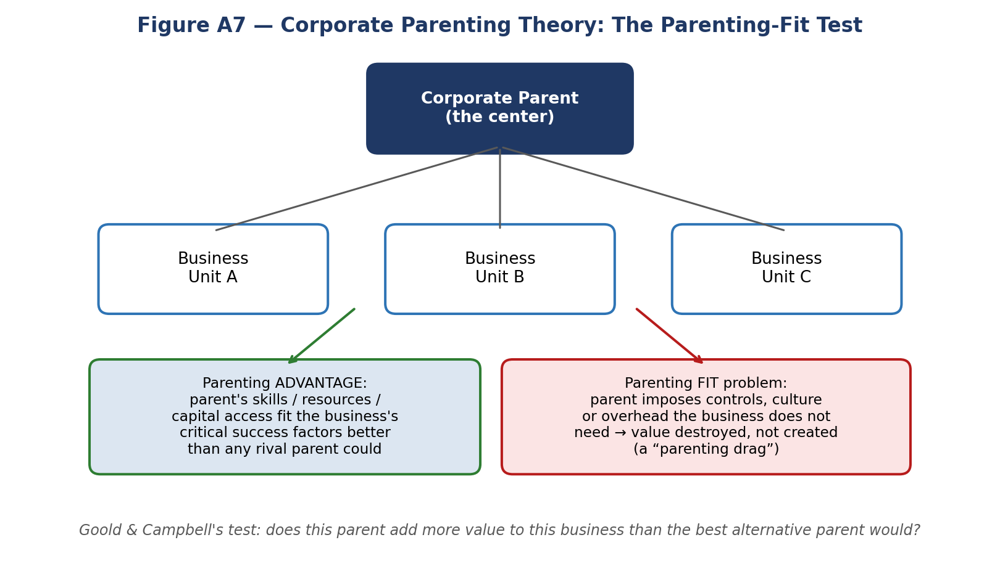 Figure A7 — Corporate Parenting Theory: The Parenting-Fit Test
Corporate Parent
(the center)
Business
Unit A
Business
Unit B
Business
Unit C
Parenting ADVANTAGE:
parent's skills / resources /
capital access fit the business's
critical success factors better
than any rival parent could
Parenting FIT problem:
parent imposes controls, culture
or overhead the business does not
need → value destroyed, not created
(a “parenting drag”)
Goold & Campbell's test: does this parent add more value to this business than the best alternative parent would?